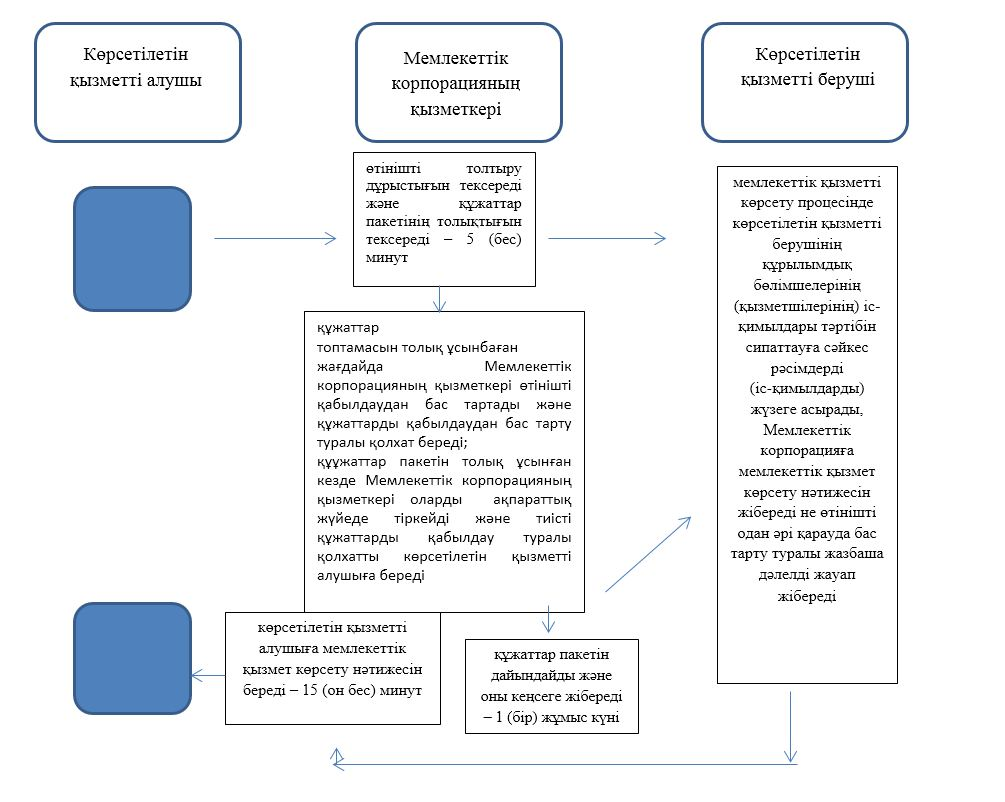 Көрсетілетін
қызметті алушы
Мемлекеттік
корпорацияның
қызметкері
Көрсетілетін
қызметті беруші
өтінішті толтыру
дұрыстығын тексереді
және құжаттар
пакетінің толықтығын
тексереді – 5 (бес)
минут
құжаттар
топтамасын толық ұсынбаған
жағдайда Мемлекеттік
корпорацияның қызметкері өтінішті
қабылдаудан бас тартады және
құжаттарды қабылдаудан бас тарту
туралы қолхат береді;
құұжаттар пакетін толық ұсынған
кезде Мемлекеттік корпорацияның
қызметкері оларды ақпараттық
жүйеде тіркейді және тиісті
құжаттарды қабылдау туралы
қолхатты көрсетілетін қызметті
алушыға береді
мемлекеттік қызметті
көрсету процесінде
көрсетілетін қызметті
берушінің
құрылымдық
бөлімшелерінің
(қызметшілерінің) іс-
қимылдары тәртібін
сипаттауға сәйкес
рәсімдерді
(іс-қимылдарды)
жүзеге асырады,
Мемлекеттік
корпорацияға
мемлекеттік қызмет
көрсету нәтижесін
жібереді не өтінішті
одан әрі қарауда бас
тарту туралы жазбаша
дәлелді жауап
жібереді
көрсетілетін қызметті
алушыға мемлекеттік
қызмет көрсету нәтижесін
береді – 15 (он бес) минут
құжаттар пакетін
дайындайды және
оны кеңсеге жібереді
– 1 (бір) жұмыс күні